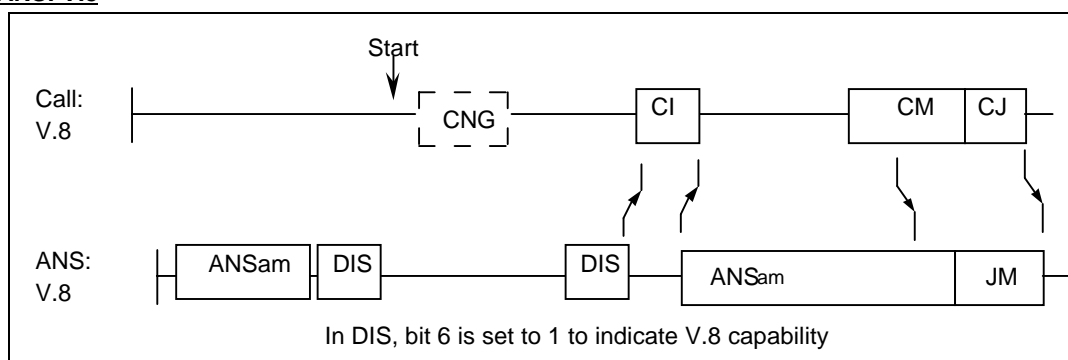 Start
Call:
V.8
CNG
CI
CM
CJ
ANS:
V.8
ANSam
DIS
DIS
ANSam
JM
In DIS, bit 6 is set to 1 to indicate V.8 capability